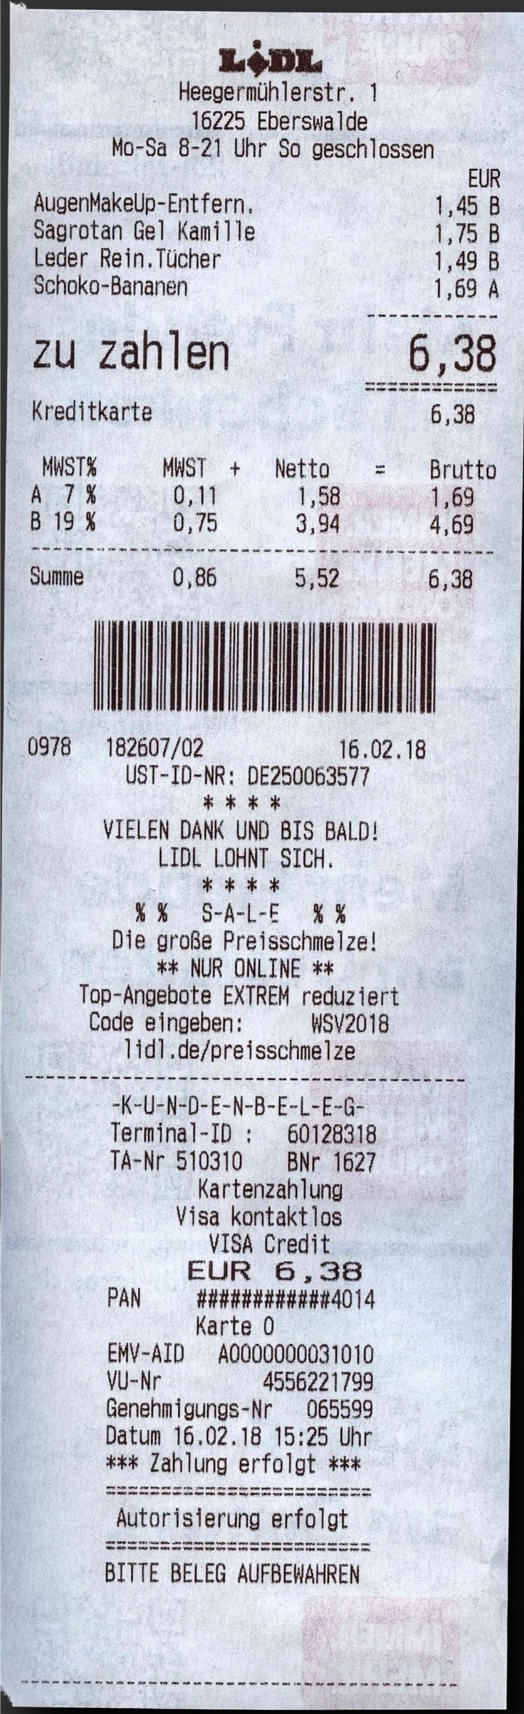 LIDL
Heegermühlerstr. 1
16225 Eberswalde
Mo-Sa 8-21 Uhr So geschlossen
EUR
AugenMakeUp-Entfern. 1,45 B
Sagrotan Gel Kamille 1,75 B
Leder Rein.Tücher 1,49 B
Schoko-Bananen 1,69 A
zu zahlen 6,38
Kreditkarte 6,38
MWST% MWST + Netto = Brutto
A 7 % 0,11 1,58 1,69
B 19 % 0,75 3,94 4,69
Summe 0,86 5,52 6,38
0978 182607/02 16.02.18
UST-ID-NR: DE250063577
* * * *
VIELEN DANK UND BIS BALD!
LIDL LOHNT SICH.
* * * *
% % S-A-L-E % %
Die große Preisschmelze!
** NUR ONLINE **
Top-Angebote EXTREM reduziert
Code eingeben: WSV2018
lidl.de/preisschmelze
-K-U-N-D-E-N-B-E-L-E-G-
Terminal-ID : 60128318
TA-Nr 510310 BNr 1627
Kartenzahlung
Visa kontaktlos
VISA Credit
EUR 6,38
PAN ############4014
Karte 0
EMV-AID A0000000031010
VU-Nr 4556221799
Genehmigungs-Nr 065599
Datum 16.02.18 15:25 Uhr
*** Zahlung erfolgt ***
Autorisierung erfolgt
BITTE BELEG AUFBEWAHREN